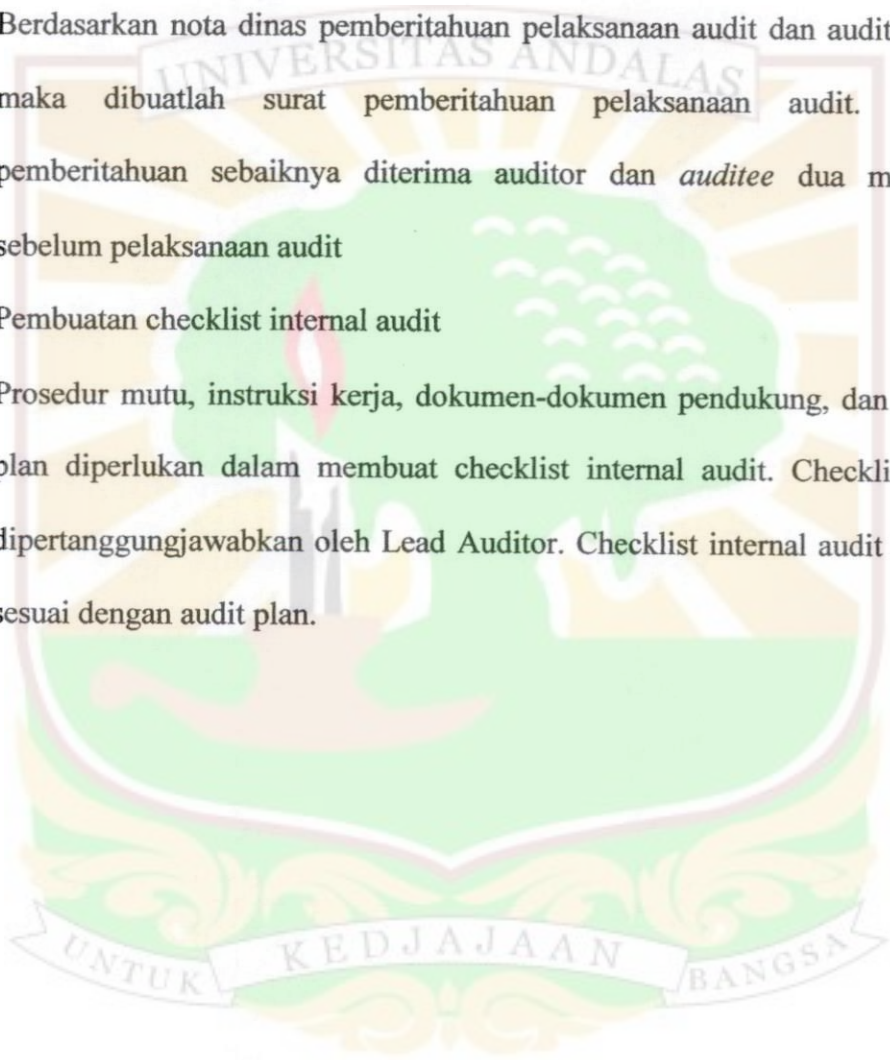 Berdasarkan nota dinas pemberitahuan pelaksanaan audit dan audit
UNIVERSITAS ANDALAS
maka dibuatlah surat pemberitahuan pelaksanaan audit.
pemberitahuan sebaiknya diterima auditor dan auditee dua m
sebelum pelaksanaan audit
Pembuatan checklist internal audit
Prosedur mutu, instruksi kerja, dokumen-dokumen pendukung, dan
plan diperlukan dalam membuat checklist internal audit. Checkli
dipertanggungjawabkan oleh Lead Auditor. Checklist internal audit
sesuai dengan audit plan.
UNTUK KEDJAJAAN BANGSA